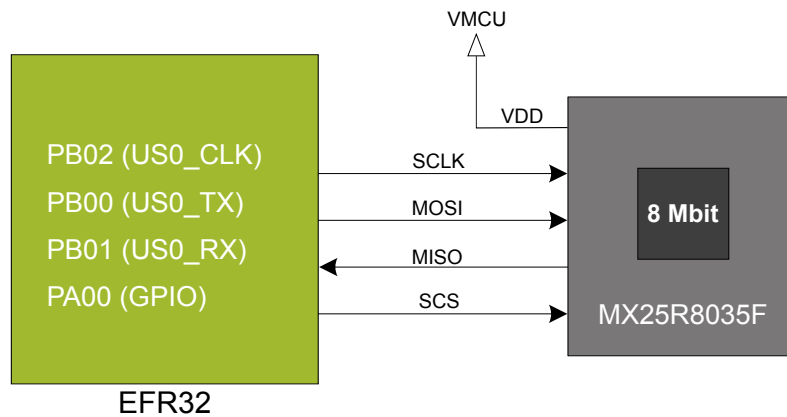 VMCU
VDD
PB02 (US0_CLK)
SCLK
PB00 (US0_TX)
MOSI
8 Mbit
PB01 (US0_RX)
MISO
PA00 (GPIO)
SCS
MX25R8035F
EFR32